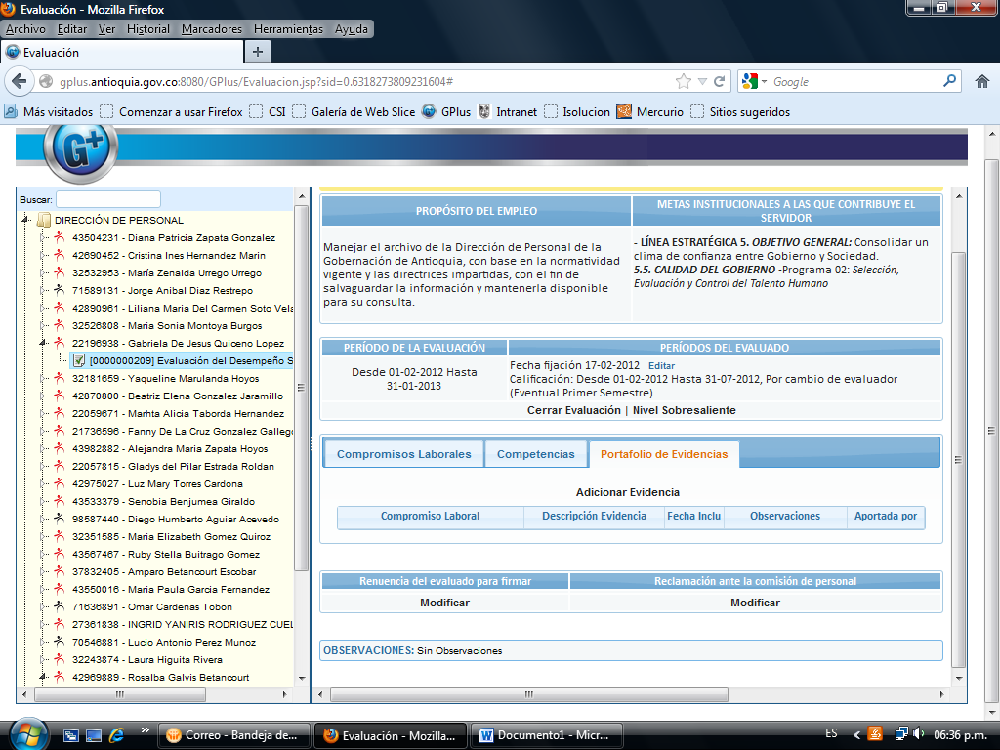 Evaluación - Mozilla Firefox
Archivo Editar Ver Historial Marcadores Herramientas Ayuda
Evaluación
gplus.antioquia.gov.co:8080/GPlus/Evaluacion.jsp?sid=0.6318273809231604#
Google
Más visitados Comenzar a usar Firefox CSI Galería de Web Slice GPlus Intranet Isolucion Mercurio Sitios sugeridos
G+
Buscar:
DIRECCIÓN DE PERSONAL
43504231 - Diana Patricia Zapata Gonzalez
42690452 - Cristina Ines Hernandez Marin
32532953 - María Zenaida Urrego Urrego
71589131 - Jorge Anibal Diaz Restrepo
42890961 - Liliana Maria Del Carmen Soto Vela
32526808 - Maria Sonia Montoya Burgos
22196938 - Gabriela De Jesus Quiceno Lopez
[0000000209] Evaluación del Desempeño S
32181659 - Yaqueline Marulanda Hoyos
42870800 - Beatriz Elena Gonzalez Jaramillo
22059671 - Marhta Alicia Taborda Hernandez
21736596 - Fanny De La Cruz Gonzalez Gallego
43982882 - Alejandra Maria Zapata Hoyos
22057815 - Gladys del Pilar Estrada Roldan
42975027 - Luz Mary Torres Cardona
43533379 - Senobia Benjumea Giraldo
98587440 - Diego Humberto Aguiar Acevedo
32351585 - Maria Elizabeth Gomez Quiroz
43567467 - Ruby Stella Buitrago Gomez
37832405 - Amparo Betancourt Escobar
43550016 - Maria Paula Garcia Fernandez
71636891 - Omar Cardenas Tobon
27361838 - INGRID YANIRIS RODRIGUEZ CUEL
70546881 - Lucio Antonio Perez Munoz
32243874 - Laura Higuita Rivera
42969889 - Rosalba Galvis Betancourt
PROPÓSITO DEL EMPLEO
METAS INSTITUCIONALES A LAS QUE CONTRIBUYE EL
SERVIDOR
Manejar el archivo de la Dirección de Personal de la
Gobernación de Antioquia, con base en la normatividad
vigente y las directrices impartidas, con el fin de
salvaguardar la información y mantenerla disponible
para su consulta.
- LÍNEA ESTRATÉGICA 5. OBJETIVO GENERAL: Consolidar un
clima de confianza entre Gobierno y Sociedad.
5.5. CALIDAD DEL GOBIERNO -Programa 02: Selección,
Evaluación y Control del Talento Humano
PERÍODO DE LA EVALUACIÓN
PERÍODOS DEL EVALUADO
Desde 01-02-2012 Hasta
31-01-2013
Fecha fijación 17-02-2012 Editar
Calificación: Desde 01-02-2012 Hasta 31-07-2012, Por cambio de evaluador
(Eventual Primer Semestre)
Cerrar Evaluación | Nivel Sobresaliente
Compromisos Laborales Competencias Portafolio de Evidencias
Adicionar Evidencia
Compromiso Laboral Descripción Evidencia Fecha Inclu Observaciones Aportada por
Renuencia del evaluado para firmar Reclamación ante la comisión de personal
Modificar Modificar
OBSERVACIONES: Sin Observaciones
Correo - Bandeja de... Evaluación - Mozilla... Documento1 - Micr... ES 06:36 p.m.